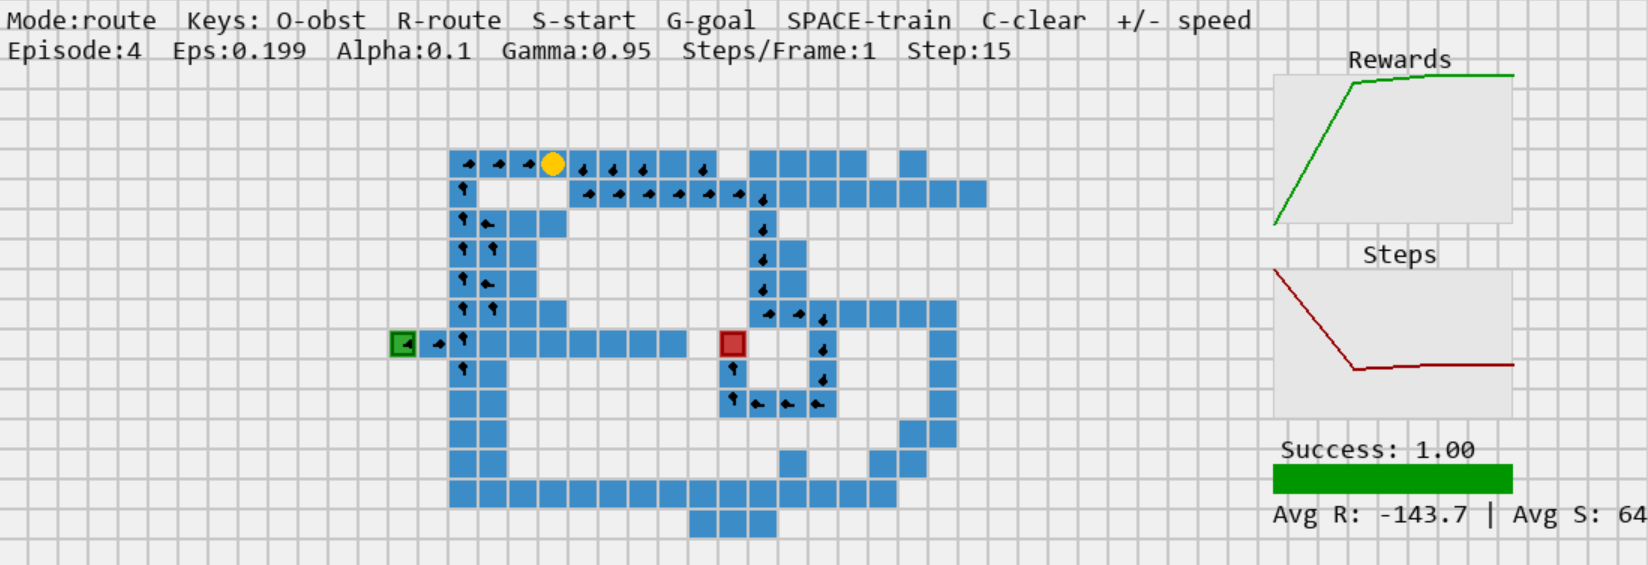 Mode:route  Keys: O-obst  R-route  S-start  G-goal  SPACE-train  C-clear  +/- speed
Episode:4  Eps:0.199  Alpha:0.1  Gamma:0.95  Steps/Frame:1  Step:15
Rewards
Steps
Success: 1.00
Avg R: -143.7 | Avg S: 64